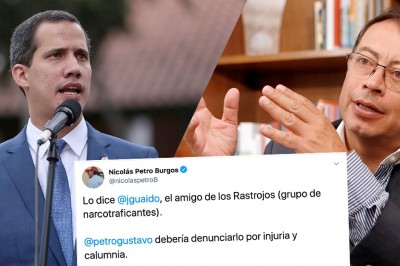 Nicolás Petro Burgos
@nicolaspetroB
Lo dice @jguaido, el amigo de los Rastrojos (grupo de
narcotraficantes).
@petrogustavo debería denunciarlo por injuria y
calumnia.